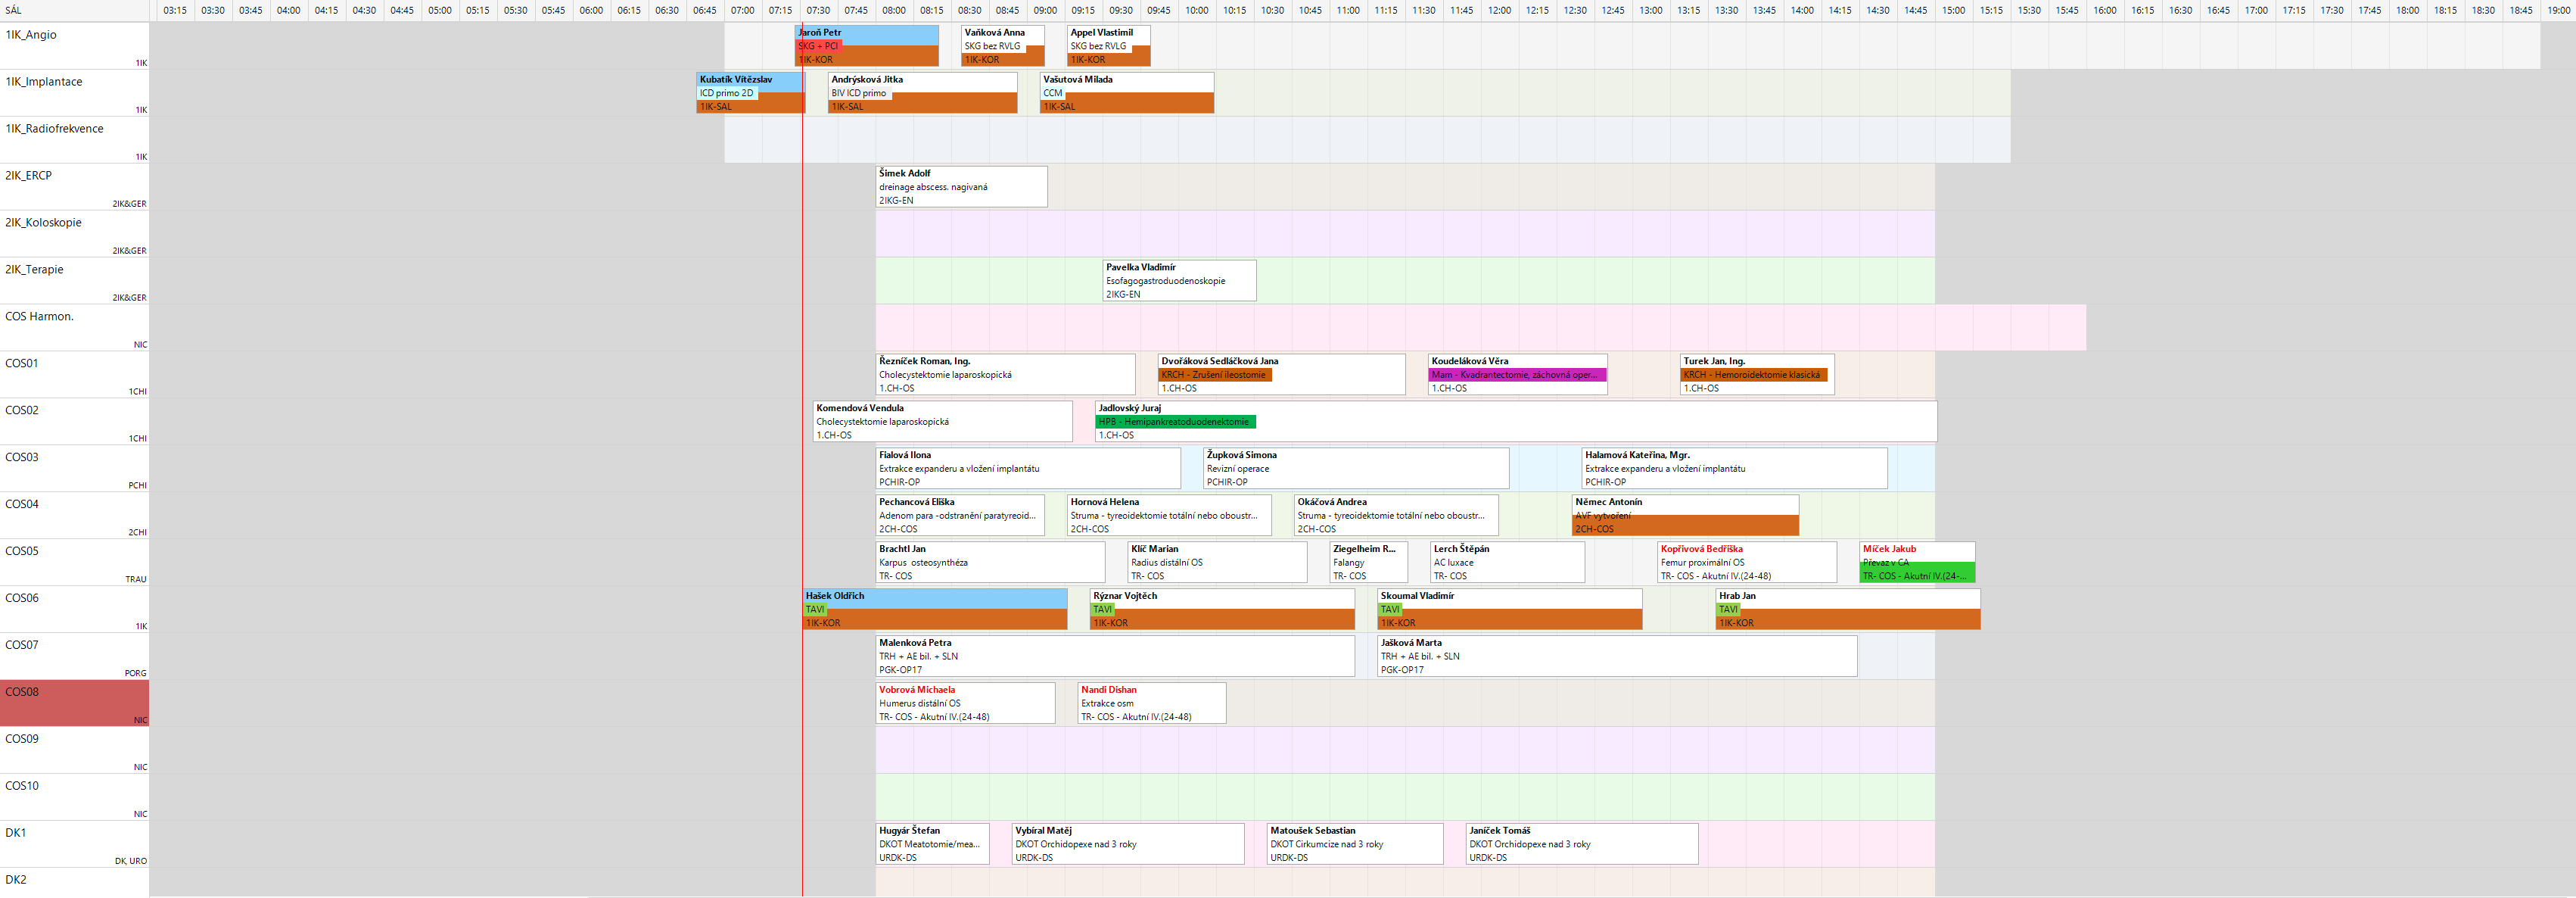 SÁL 03:15 03:30 03:45 04:00 04:15 04:30 04:45 05:00 05:15 05:30 05:45 06:00 06:15 06:30 06:45 07:00 07:15 07:30 07:45 08:00 08:15 08:30 08:45 09:00 09:15 09:30 09:45 10:00 10:15 10:30 10:45 11:00 11:15 11:30 11:45 12:00 12:15 12:30 12:45 13:00 13:15 13:30 13:45 14:00 14:15 14:30 14:45 15:00 15:15 15:30 15:45 16:00 16:15 16:30 16:45 17:00 17:15 17:30 17:45 18:00 18:15 18:30 18:45 19:00
1IK_Angio
1IK
Jaroň Petr
SKG + PCI
1IK-KOR
Vaňková Anna
SKG bez RVLG
1IK-KOR
Appel Vlastimil
SKG bez RVLG
1IK-KOR
1IK_Implantace
1IK
Kubatík Vítězslav
ICD primo 2D
1IK-SAL
Andrýsková Jitka
BIV ICD primo
1IK-SAL
Vašutová Milada
CCM
1IK-SAL
1IK_Radiofrekvence
1IK
2IK_ERCP
2IK&GER
Šimek Adolf
dreinage abscess. nagivaná
2IKG-EN
2IK_Koloskopie
2IK&GER
2IK_Terapie
2IK&GER
Pavelka Vladimír
Esofagogastroduodenoskopie
2IKG-EN
COS Harmon.
NIC
COS01
1CHI
Řezníček Roman, Ing.
Cholecystektomie laparoskopická
1.CH-OS
Dvořáková Sedláčková Jana
KRCH - Zrušení ileostomie
1.CH-OS
Koudeláková Věra
Mam - Kvadrantectomie, záchovná oper...
1.CH-OS
Turek Jan, Ing.
KRCH - Hemoroidektomie klasická
1.CH-OS
COS02
1CHI
Komendová Vendula
Cholecystektomie laparoskopická
1.CH-OS
Jadlovský Juraj
HPB - Hemipankreatoduodenektomie
1.CH-OS
COS03
PCHI
Fialová Ilona
Extrakce expanderu a vložení implantátu
PCHIR-OP
Župková Simona
Revizní operace
PCHIR-OP
Halamová Kateřina, Mgr.
Extrakce expanderu a vložení implantátu
PCHIR-OP
COS04
2CHI
Pechancová Eliška
Adenom para -odstranění paratyreoid...
2CH-COS
Hornová Helena
Struma - tyreoidektomie totální nebo oboustr...
2CH-COS
Okáčová Andrea
Struma - tyreoidektomie totální nebo oboustr...
2CH-COS
Němec Antonín
AVF vytvoření
2CH-COS
COS05
TRAU
Brachtl Jan
Karpus osteosynthéza
TR- COS
Klíč Marian
Radius distální OS
TR- COS
Ziegelheim R...
Falangy
TR- COS
Lerch Štěpán
AC luxace
TR- COS
Kopřivová Bedřiška
Femur proximální OS
TR- COS - Akutní IV.(24-48)
Míček Jakub
Převaz v CA
TR- COS - Akutní IV.(24-...
COS06
1IK
Hašek Oldřich
TAVI
1IK-KOR
Rýznar Vojtěch
TAVI
1IK-KOR
Skoumal Vladimír
TAVI
1IK-KOR
Hrab Jan
TAVI
1IK-KOR
COS07
PORG
Malenková Petra
TRH + AE bil. + SLN
PGK-OP17
Jašková Marta
TRH + AE bil. + SLN
PGK-OP17
COS08
NIC
Vobrová Michaela
Humerus distální OS
TR- COS - Akutní IV.(24-48)
Nandi Dishan
Extrakce osm
TR- COS - Akutní IV.(24-48)
COS09
NIC
COS10
NIC
DK1
DK, URO
Hugyár Štefan
DKOT Meatotomie/mea...
URDK-DS
Vybíral Matěj
DKOT Orchidopexe nad 3 roky
URDK-DS
Matoušek Sebastian
DKOT Cirkumcize nad 3 roky
URDK-DS
Janíček Tomáš
DKOT Orchidopexe nad 3 roky
URDK-DS
DK2